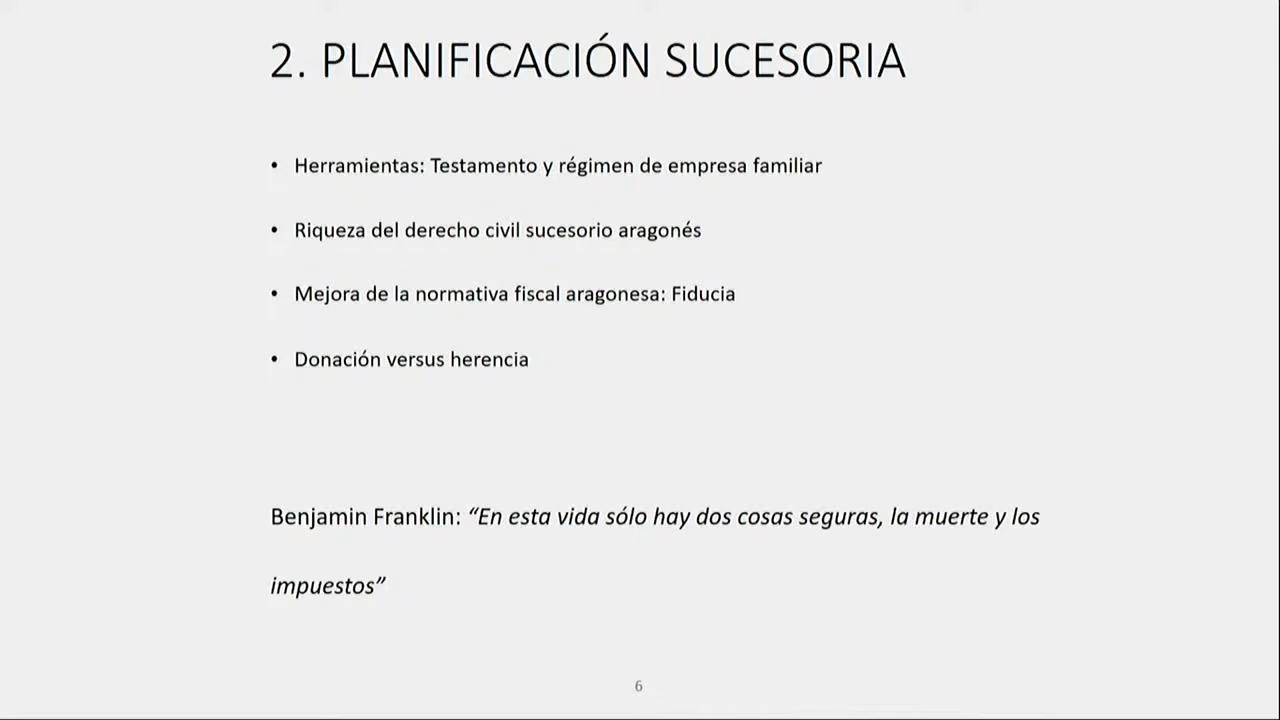 2. PLANIFICACIÓN SUCESORIA
• Herramientas: Testamento y régimen de empresa familiar
• Riqueza del derecho civil sucesorio aragonés
• Mejora de la normativa fiscal aragonesa: Fiducia
• Donación versus herencia
Benjamin Franklin: “En esta vida sólo hay dos cosas seguras, la muerte y los
impuestos”
6